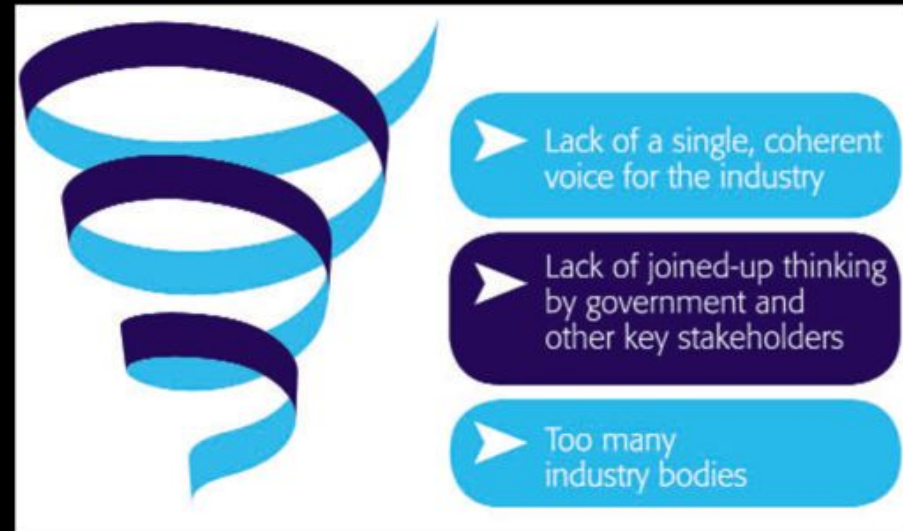 Lack of a single, coherent
voice for the industry
Lack of joined-up thinking
by government and
other key stakeholders
Too many
industry bodies